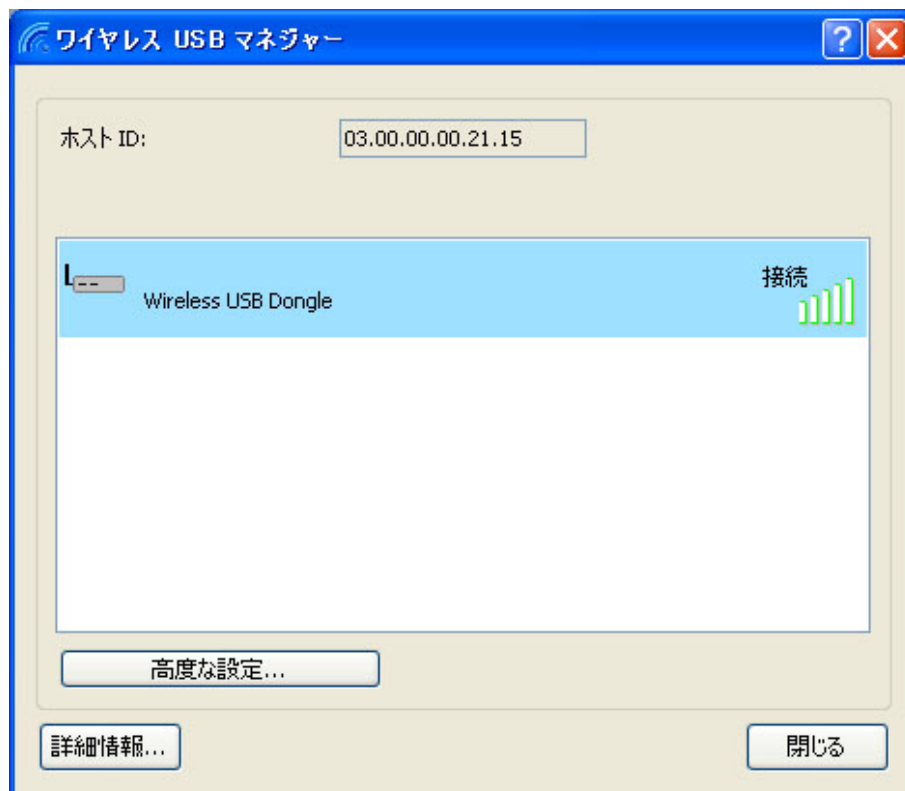 ワイヤレス USB マネジャー
ホスト ID: 03.00.00.00.21.15
接続
Wireless USB Dongle
高度な設定...
詳細情報... 閉じる